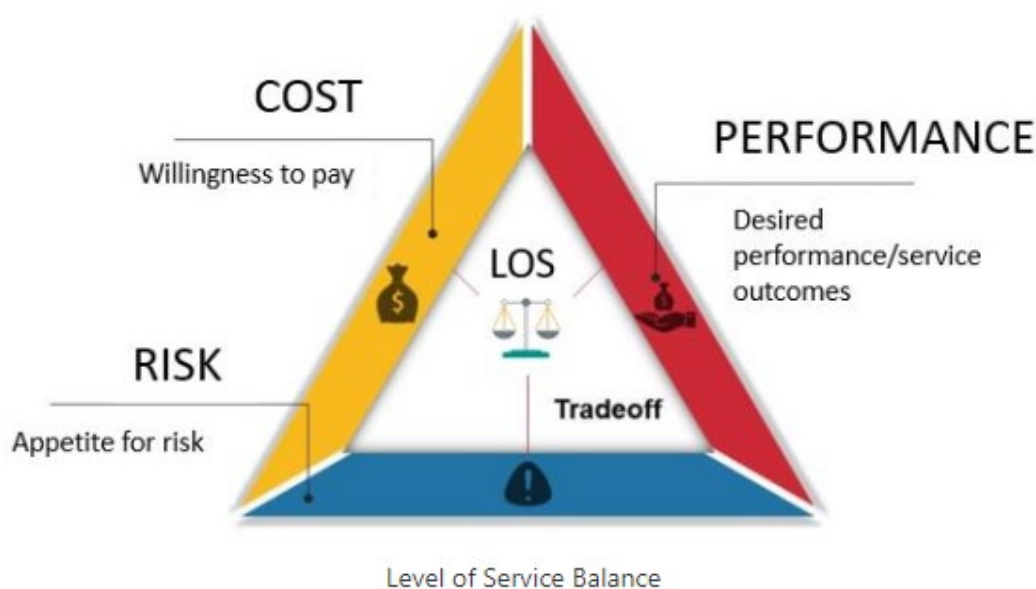 COST
Willingness to pay
PERFORMANCE
Desired
performance/service
outcomes
LOS
$
RISK
Appetite for risk
Tradeoff
!
Level of Service Balance